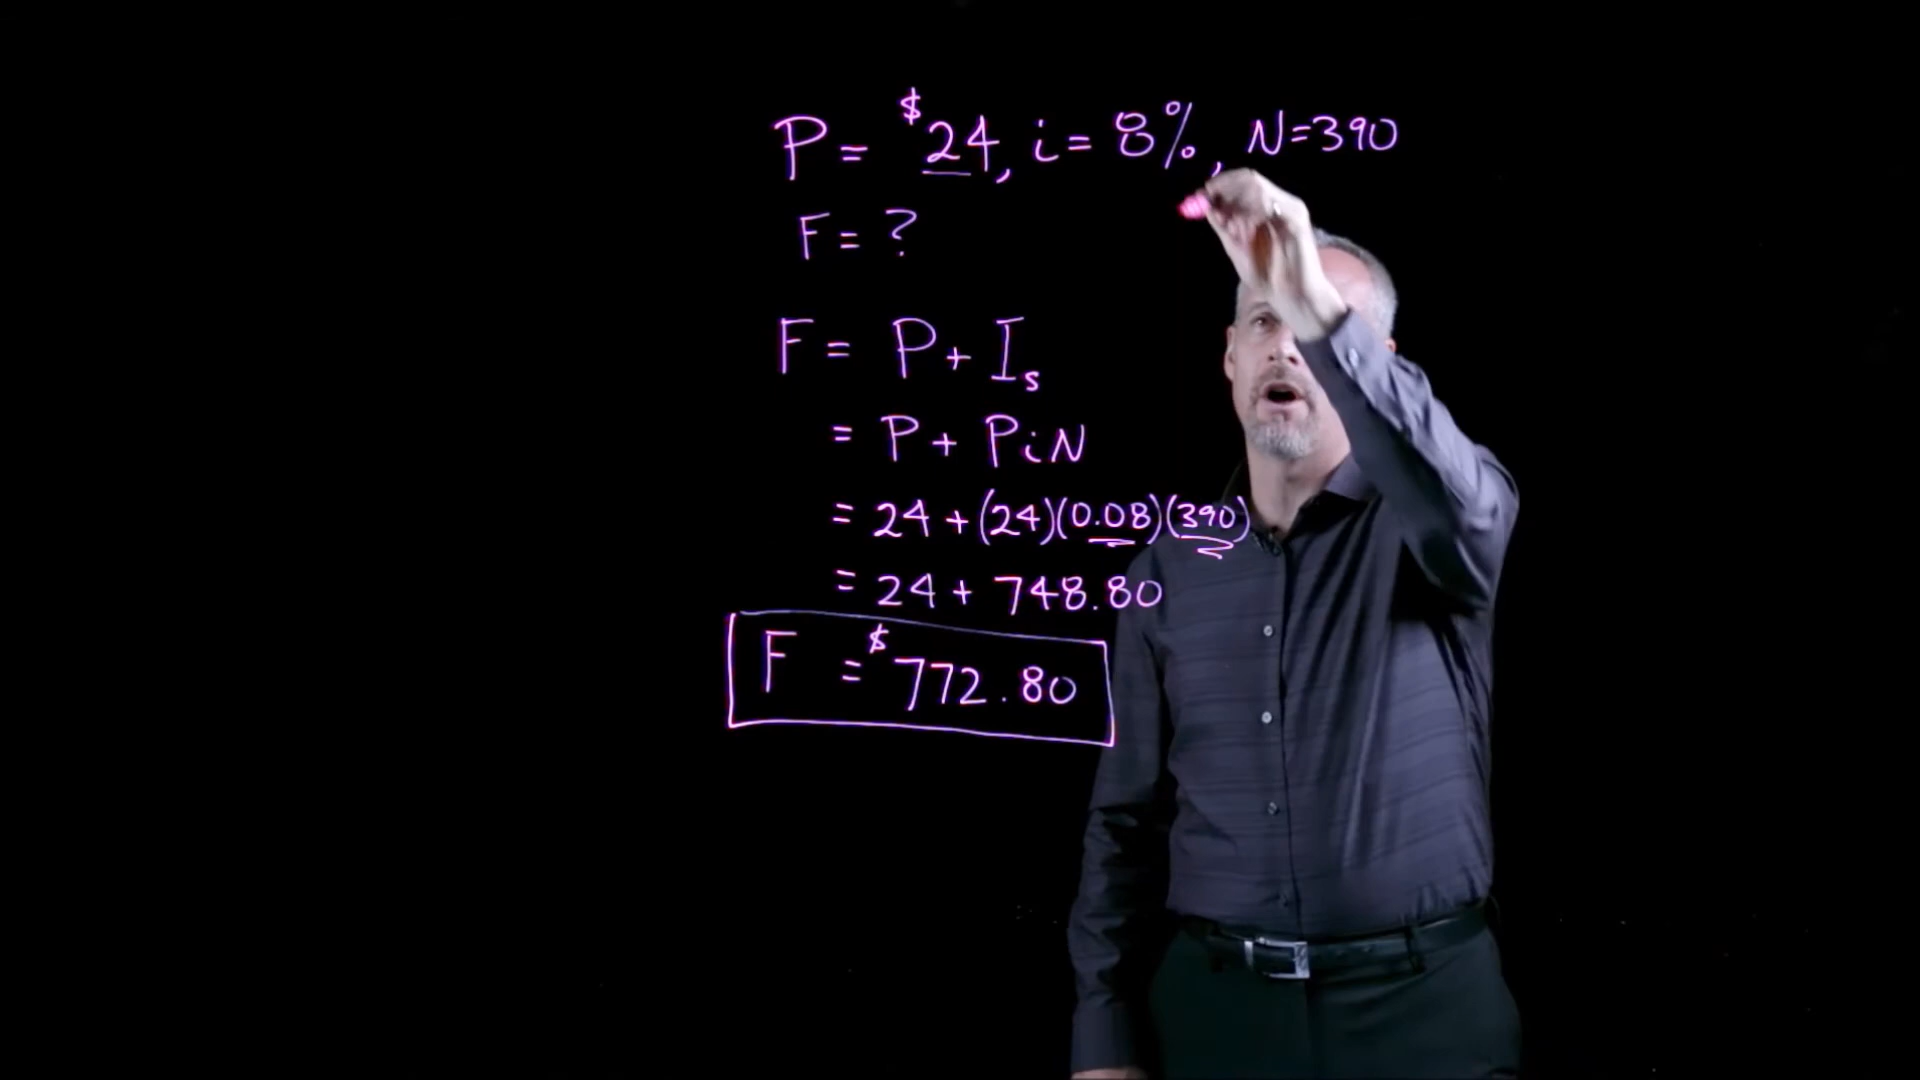 P = $24, i = 8%, N=390
F = ?
F = P + Is
= P + PiN
= 24 + (24)(0.08)(390)
= 24 + 748.80
F = $772.80